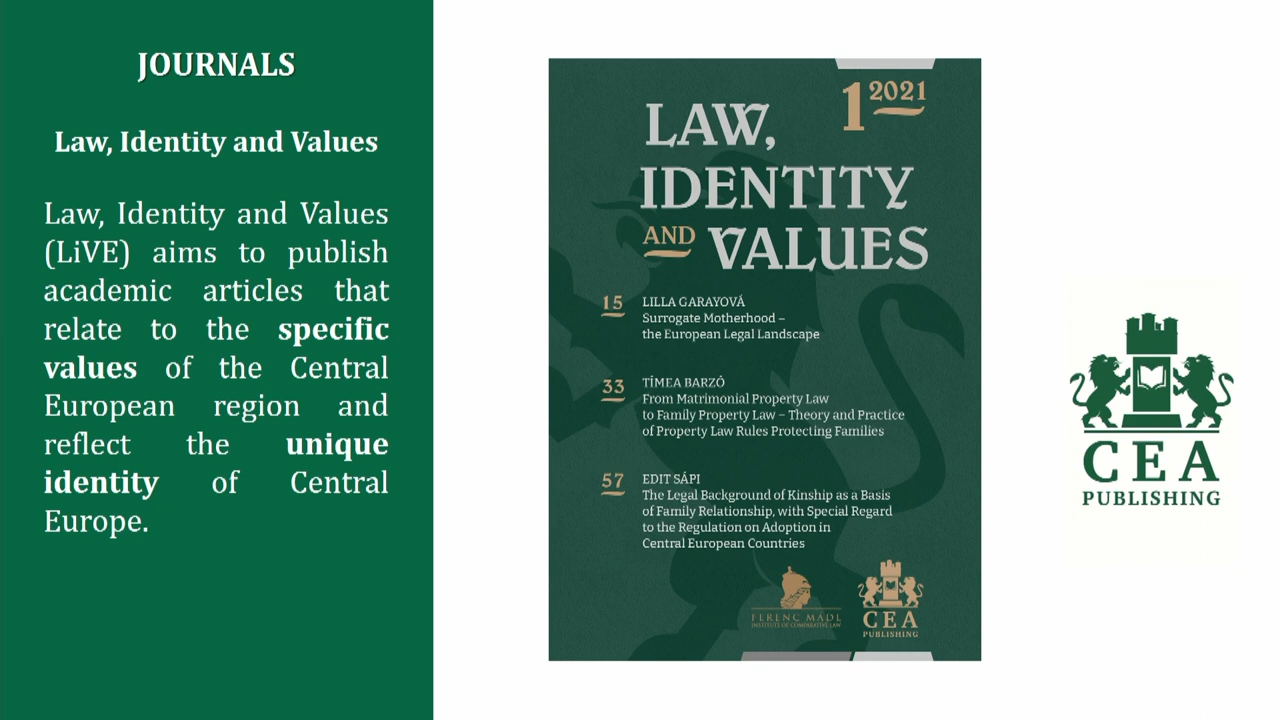 JOURNALS
Law, Identity and Values
Law, Identity and Values
(LiVE) aims to publish
academic articles that
relate to the specific
values of the Central
European region and
reflect the unique
identity of Central
Europe.
1 2021
LAW,
IDENTITY
AND VALUES
15 LILLA GARAYOVÁ
Surrogate Motherhood –
the European Legal Landscape
33 TÍMEA BARZÓ
From Matrimonial Property Law
to Family Property Law – Theory and Practice
of Property Law Rules Protecting Families
57 EDIT SÁPI
The Legal Background of Kinship as a Basis
of Family Relationship, with Special Regard
to the Regulation on Adoption in
Central European Countries
FERENC MÁDL
INSTITUTE OF COMPARATIVE LAW
CEA
PUBLISHING
CEA
PUBLISHING